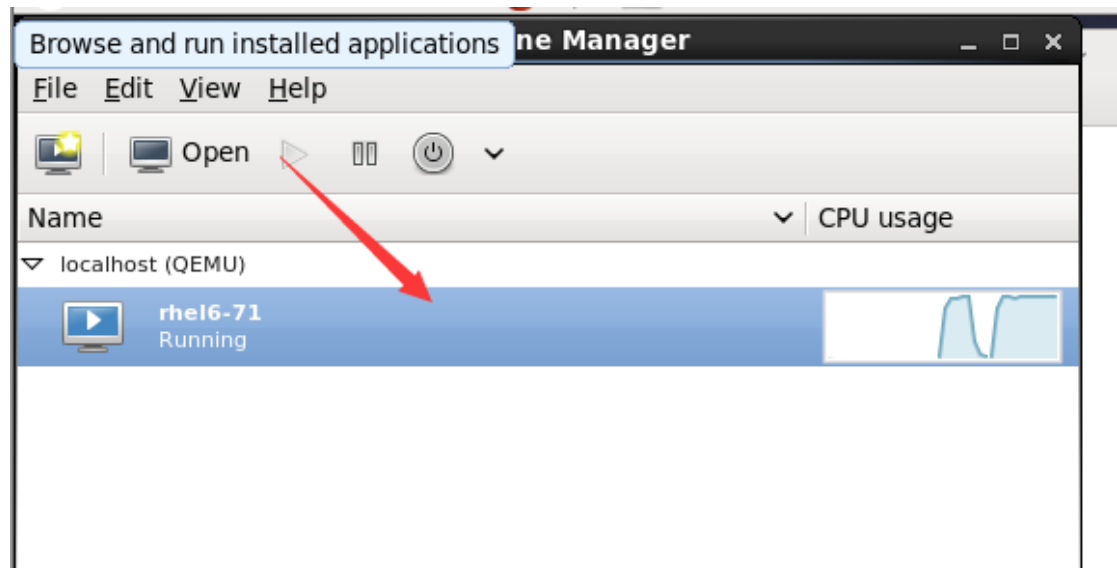 Browse and run installed applications
ne Manager
File Edit View Help
Open
Name
CPU usage
localhost (QEMU)
rhel6-71
Running